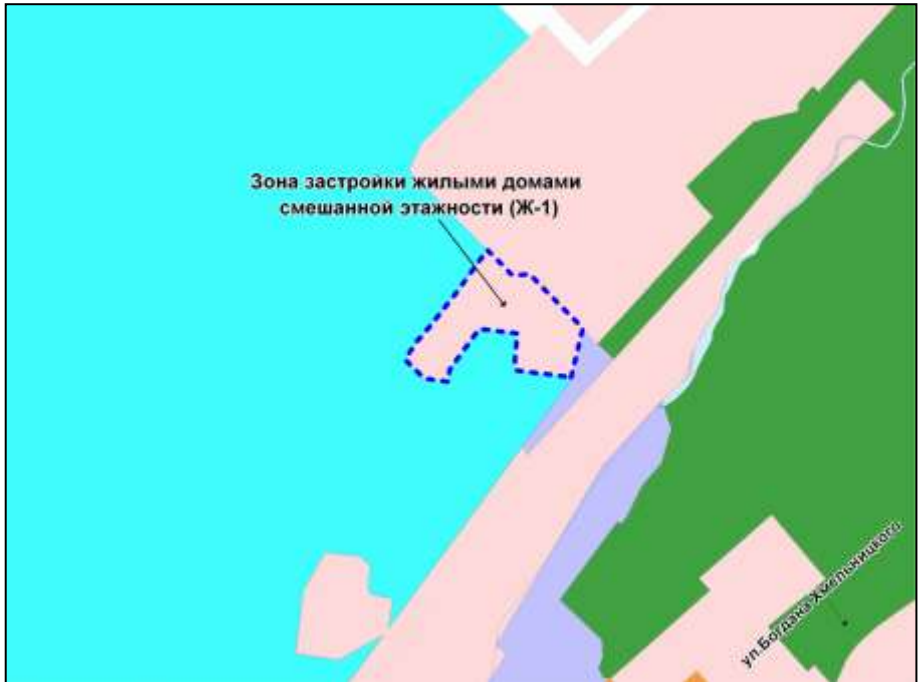 Зона застройки жилыми домами
смешанной этажности (Ж-1)
ул.Богдана Хмельницкого